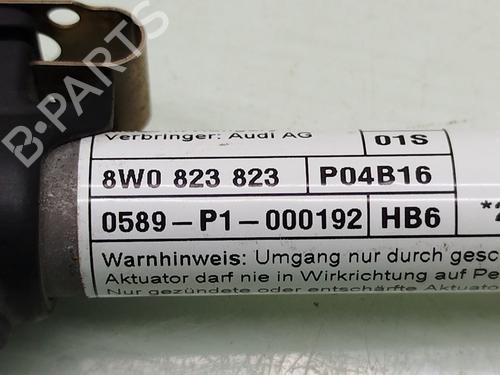 B-PARTS
Verbringer: Audi AG
01S
8W0 823 823
P04B16
0589-P1-000192
HB6
Warnhinweis: Umgang nur durch gesc
Aktuator darf nie in Wirkrichtung auf Pe
Nur gezündete oder entschärfte Aktuato